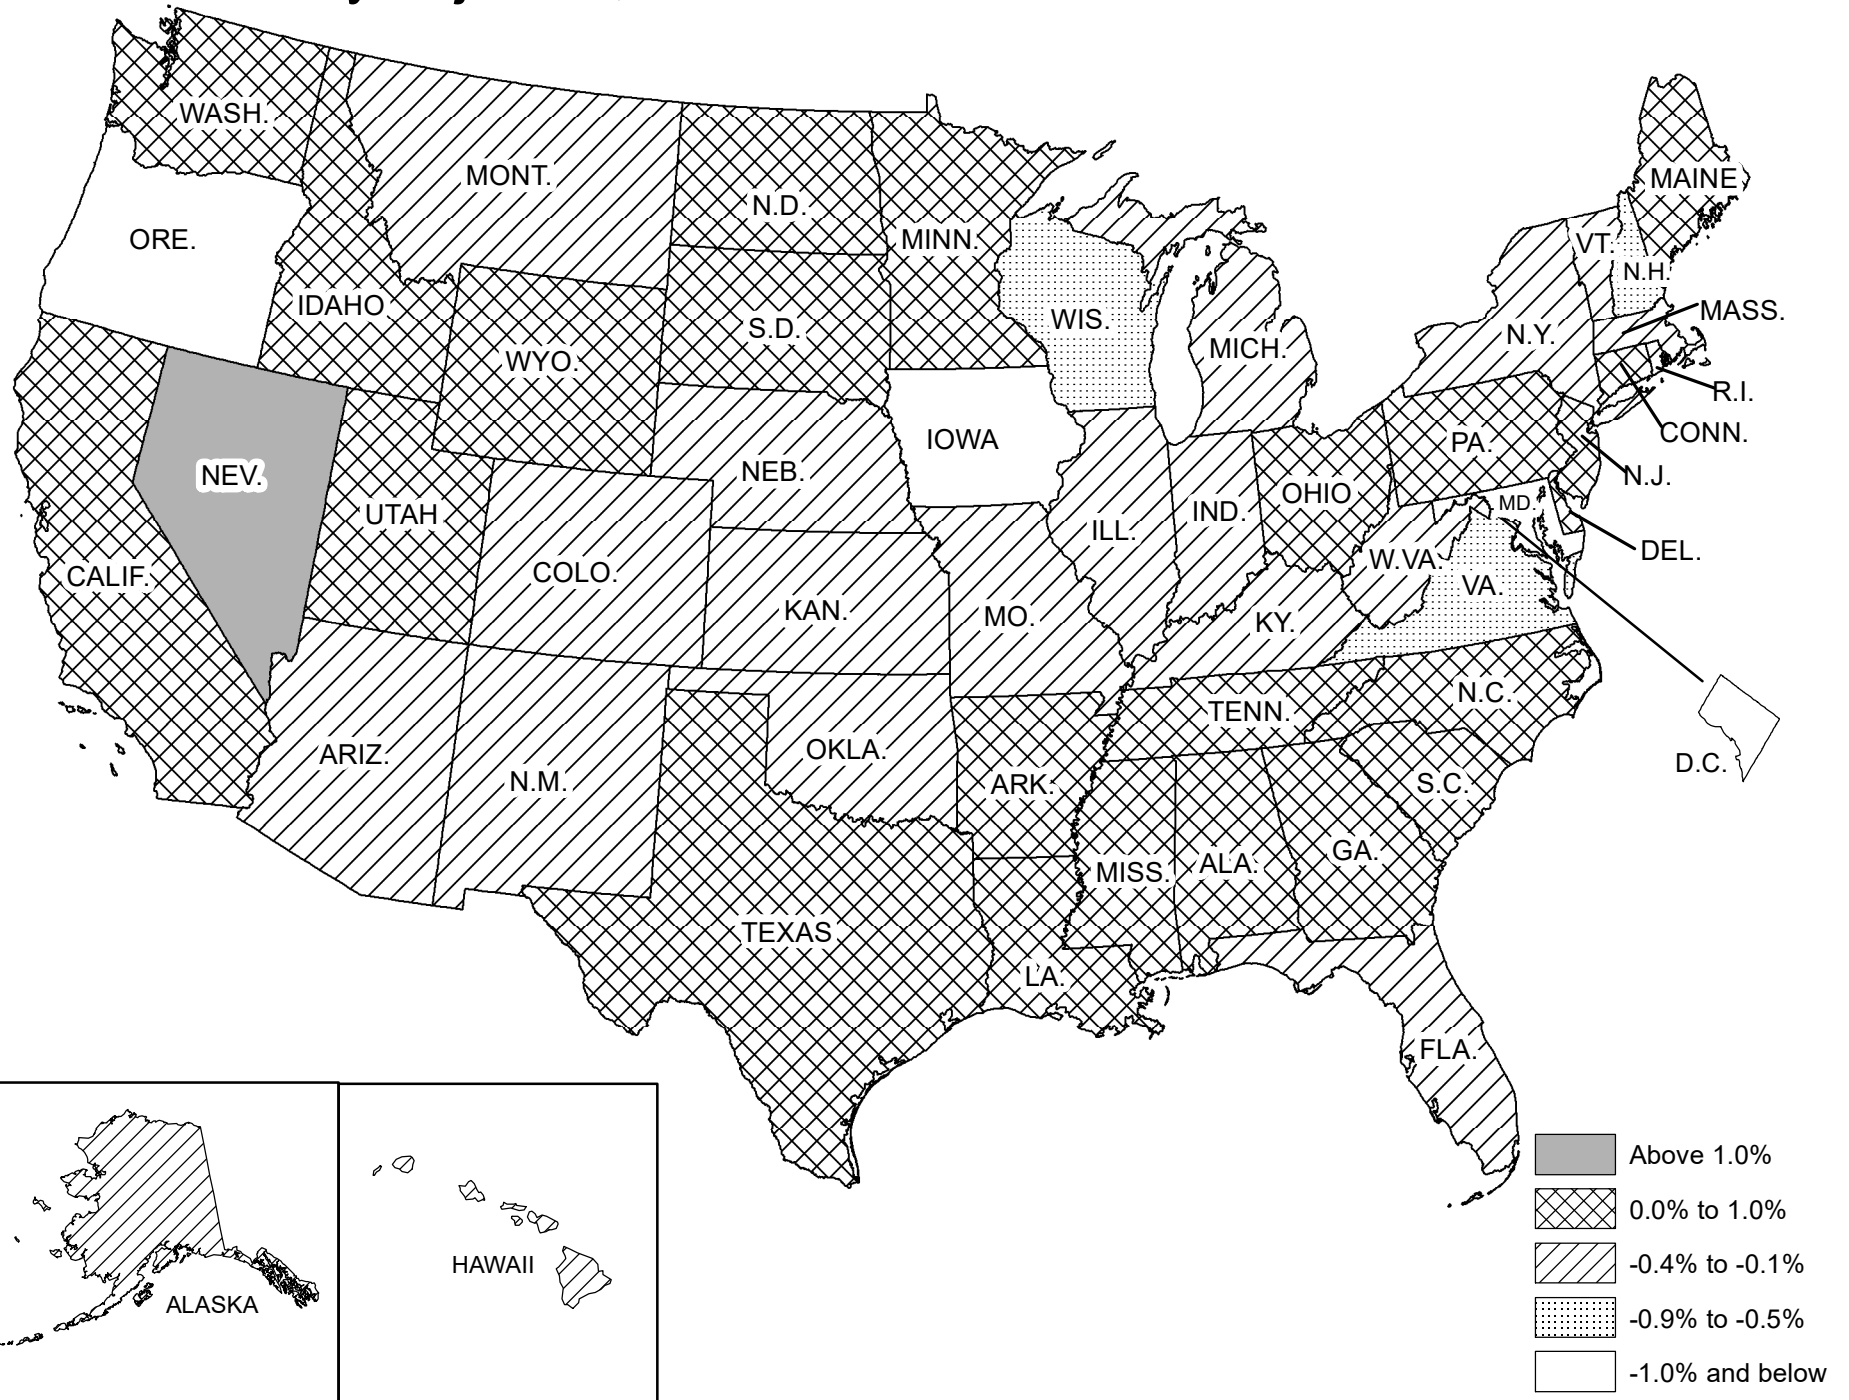 WASH.
MONT.
N.D.
MINN.
MAINE
ORE.
IDAHO
WYO.
S.D.
WIS.
MICH.
N.Y.
VT.
N.H.
MASS.
R.I.
CONN.
N.J.
NEV.
UTAH
NEB.
IOWA
ILL.
IND.
OHIO
PA.
MD.
DEL.
CALIF.
COLO.
KAN.
MO.
KY.
W.VA.
VA.
D.C.
ARIZ.
N.M.
OKLA.
ARK.
TENN.
N.C.
S.C.
TEXAS
LA.
MISS.
ALA.
GA.
FLA.
ALASKA
HAWAII
Above 1.0%
0.0% to 1.0%
-0.4% to -0.1%
-0.9% to -0.5%
-1.0% and below